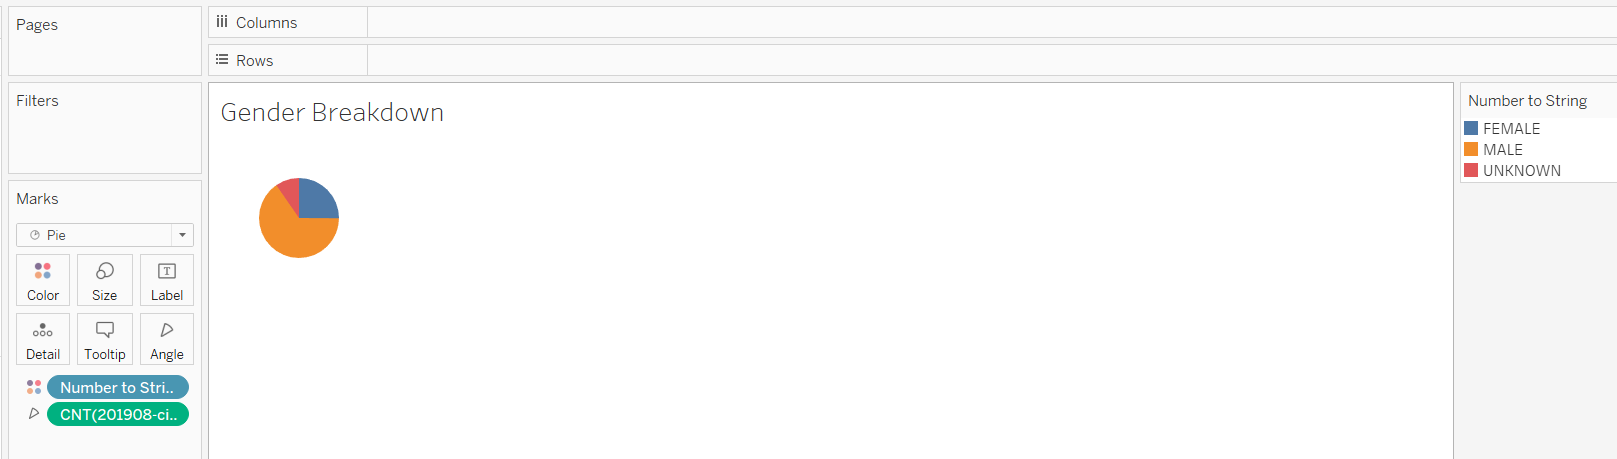 Pages
Columns
Rows
Filters
Gender Breakdown
Number to String
FEMALE
MALE
UNKNOWN
Marks
Pie
Color Size Label
Detail Tooltip Angle
Number to Stri..
CNT(201908-ci..